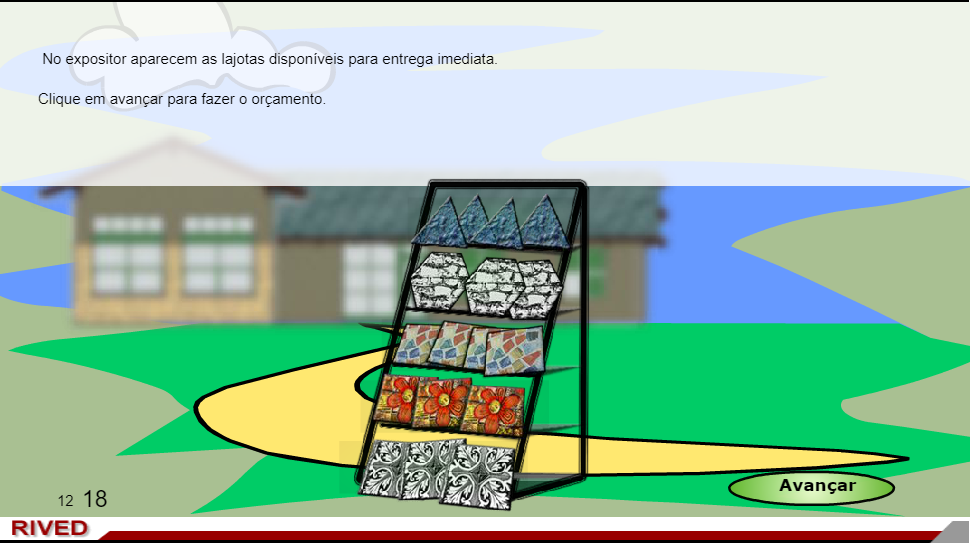 No expositor aparecem as lajotas disponíveis para entrega imediata.
Clique em avançar para fazer o orçamento.
Avançar
12 18
RIVED